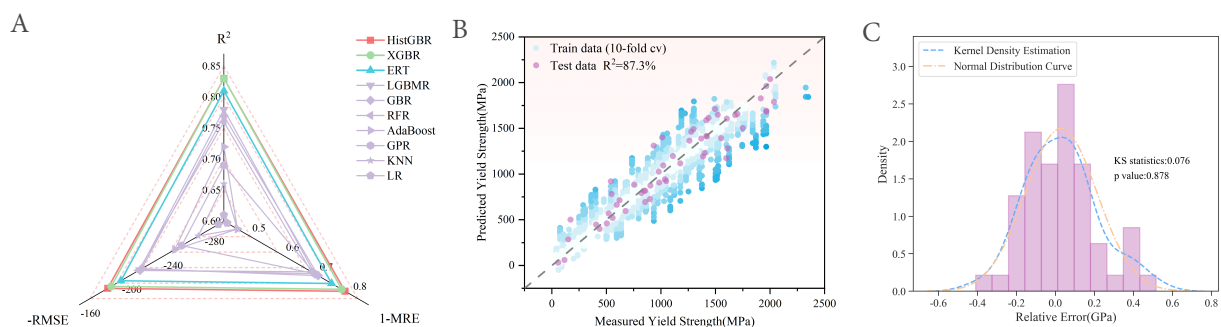 A
R²
0.85
0.80
0.75
0.70
0.65
0.60
-280
-240
-200
-160
0.5
0.6
0.7
0.8
-RMSE
1-MRE
HistGBR
XGBR
ERT
LGBMR
GBR
RFR
AdaBoost
GPR
KNN
LR
B
Predicted Yield Strength(MPa)
2500
2000
1500
1000
500
0
Train data (10-fold cv)
Test data R²=87.3%
0 500 1000 1500 2000 2500
Measured Yield Strength(MPa)
C
Density
3.0
2.5
2.0
1.5
1.0
0.5
0.0
Kernel Density Estimation
Normal Distribution Curve
KS statistics:0.076
p value:0.878
-0.6 -0.4 -0.2 0.0 0.2 0.4 0.6 0.8
Relative Error(GPa)